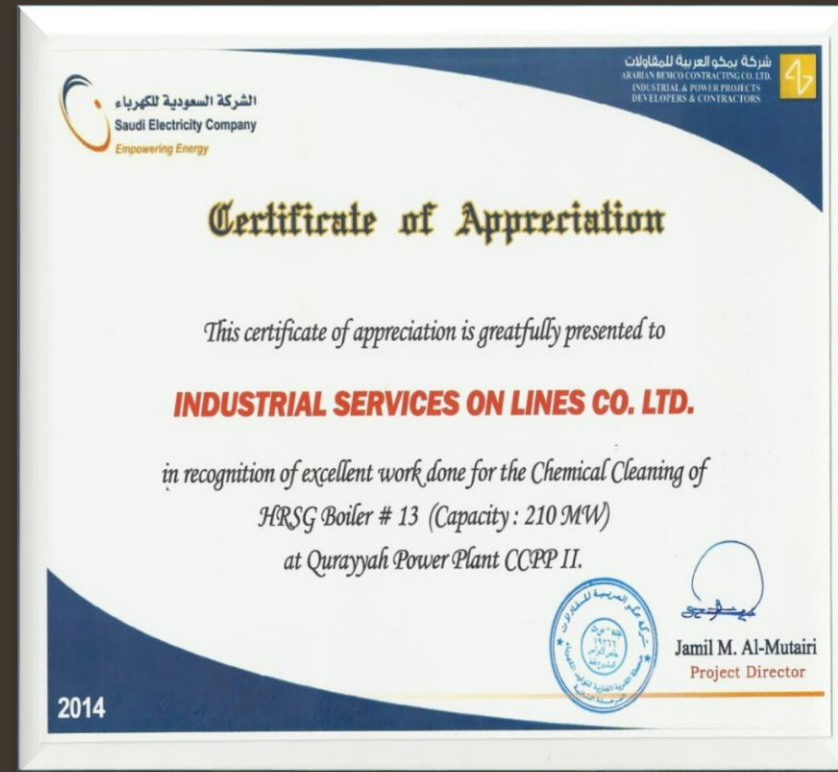 الشركة السعودية للكهرباء
Saudi Electricity Company
Empowering Energy
شركة بمكو العربية للمقاولات
ARABIAN BEMCO CONTRACTING CO. LTD.
INDUSTRIAL & POWER PROJECTS
DEVELOPERS & CONTRACTORS
Certificate of Appreciation
This certificate of appreciation is greatfully presented to
INDUSTRIAL SERVICES ON LINES CO. LTD.
in recognition of excellent work done for the Chemical Cleaning of
HRSG Boiler # 13 (Capacity : 210 MW)
at Qurayyah Power Plant CCPP II.
Jamil M. Al-Mutairi
Project Director
2014